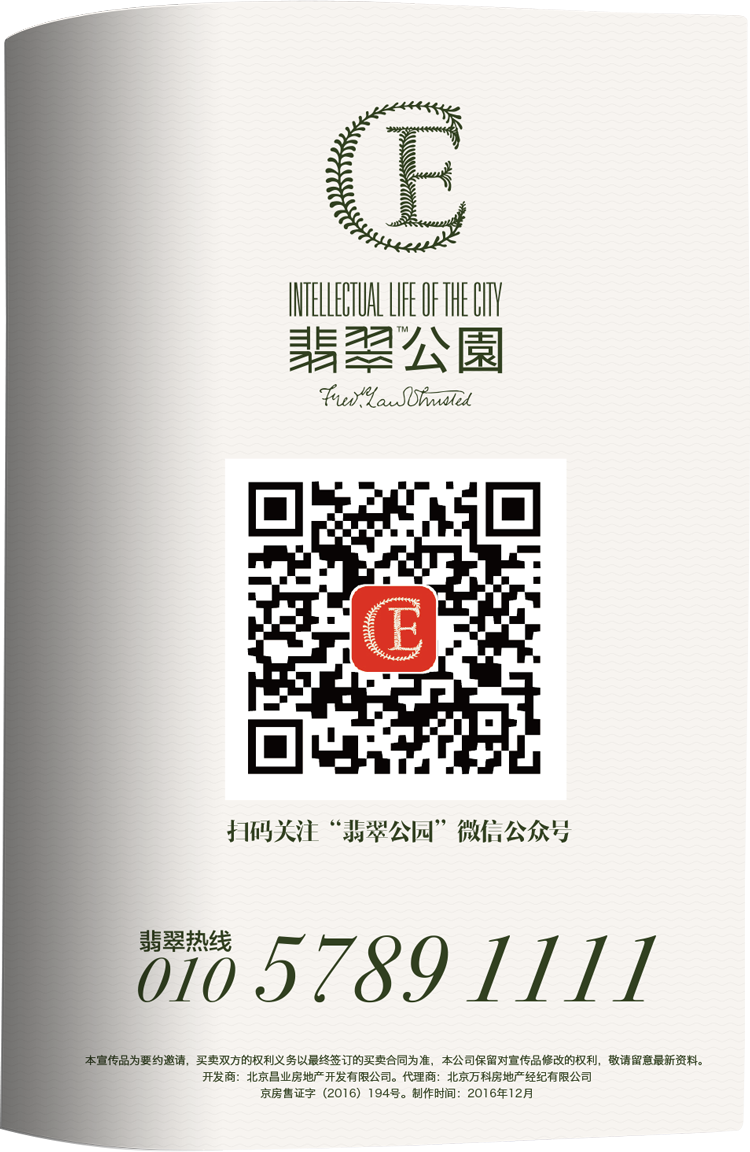 CE
INTELLECTUAL LIFE OF THE CITY
翡翠™公園
Fred. Law Olmsted
CE
扫码关注“翡翠公园”微信公众号
翡翠热线
010 5789 1111
本宣传品为要约邀请，买卖双方的权利义务以最终签订的买卖合同为准，本公司保留对宣传品修改的权利，敬请留意最新资料。
开发商：北京昌业房地产开发有限公司。代理商：北京万科房地产经纪有限公司
京房售证字（2016）194号。制作时间：2016年12月